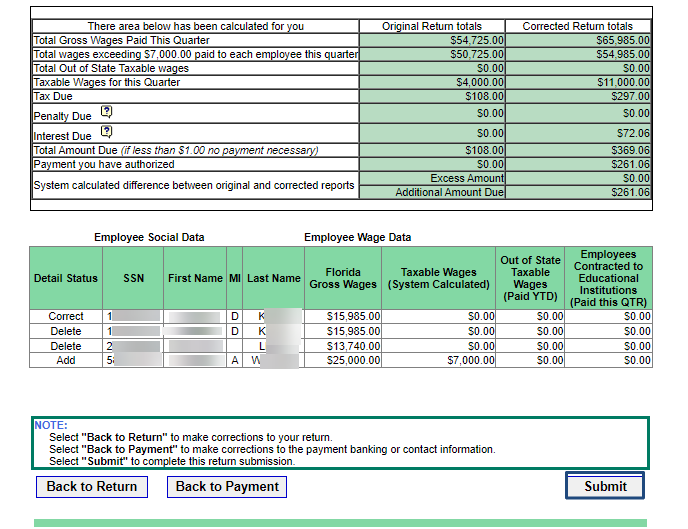 There area below has been calculated for you Original Return totals Corrected Return totals
Total Gross Wages Paid This Quarter $54,725.00 $65,985.00
Total wages exceeding $7,000.00 paid to each employee this quarter $50,725.00 $54,985.00
Total Out of State Taxable wages $0.00 $0.00
Taxable Wages for this Quarter $4,000.00 $11,000.00
Tax Due $108.00 $297.00
Penalty Due ? $0.00 $0.00
Interest Due ? $0.00 $72.06
Total Amount Due (if less than $1.00 no payment necessary) $108.00 $369.06
Payment you have authorized $0.00 $261.06
System calculated difference between original and corrected reports
Excess Amount $0.00
Additional Amount Due $261.06
Employee Social Data Employee Wage Data
Detail Status SSN First Name MI Last Name Florida Gross Wages Taxable Wages (System Calculated) Out of State Taxable Wages (Paid YTD) Employees Contracted to Educational Institutions (Paid this QTR)
Correct 1 D K $15,985.00 $0.00 $0.00 $0.00
Delete 1 D K $15,985.00 $0.00 $0.00 $0.00
Delete 2 L $13,740.00 $0.00 $0.00 $0.00
Add 5 A W $25,000.00 $7,000.00 $0.00 $0.00
NOTE:
Select "Back to Return" to make corrections to your return.
Select "Back to Payment" to make corrections to the payment banking or contact information.
Select "Submit" to complete this return submission.
Back to Return Back to Payment Submit